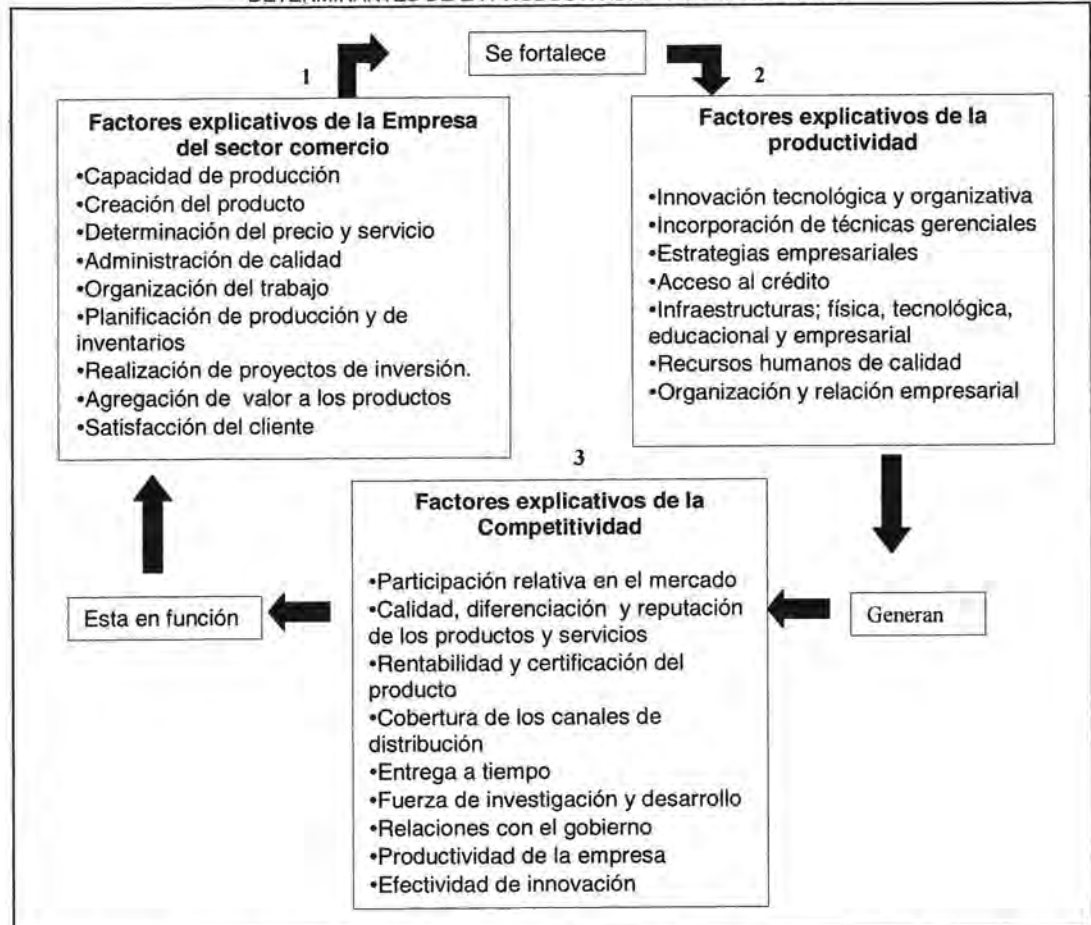 Se fortalece
1
2
Factores explicativos de la Empresa
del sector comercio
•Capacidad de producción
•Creación del producto
•Determinación del precio y servicio
•Administración de calidad
•Organización del trabajo
•Planificación de producción y de
inventarios
•Realización de proyectos de inversión.
•Agregación de valor a los productos
•Satisfacción del cliente
Factores explicativos de la
productividad
•Innovación tecnológica y organizativa
•Incorporación de técnicas gerenciales
•Estrategias empresariales
•Acceso al crédito
•Infraestructuras; física, tecnológica,
educacional y empresarial
•Recursos humanos de calidad
•Organización y relación empresarial
3
Factores explicativos de la
Competitividad
•Participación relativa en el mercado
•Calidad, diferenciación y reputación
de los productos y servicios
•Rentabilidad y certificación del
producto
•Cobertura de los canales de
distribución
•Entrega a tiempo
•Fuerza de investigación y desarrollo
•Relaciones con el gobierno
•Productividad de la empresa
•Efectividad de innovación
Esta en función
Generan